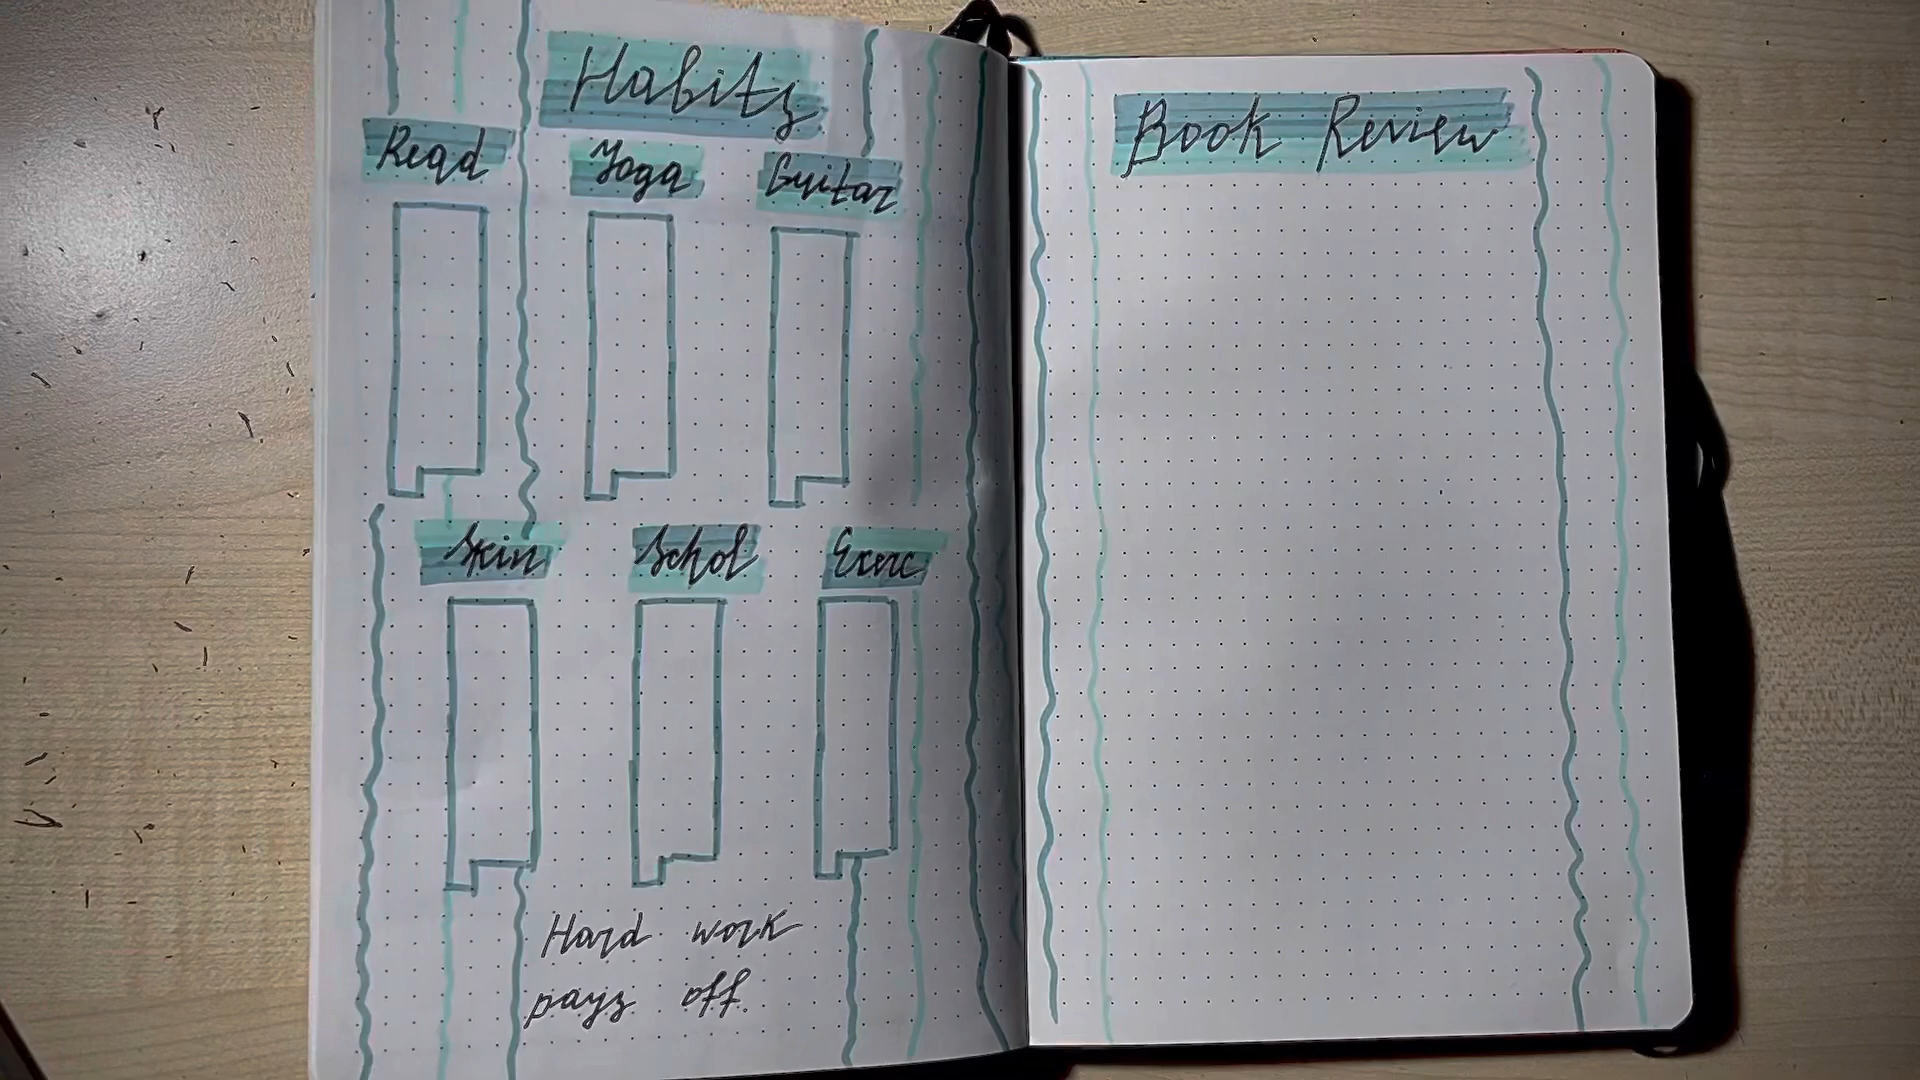 Habits
Read Yoga Guitar
Skin Schol Exerc
Hard work
pays off.
Book Review